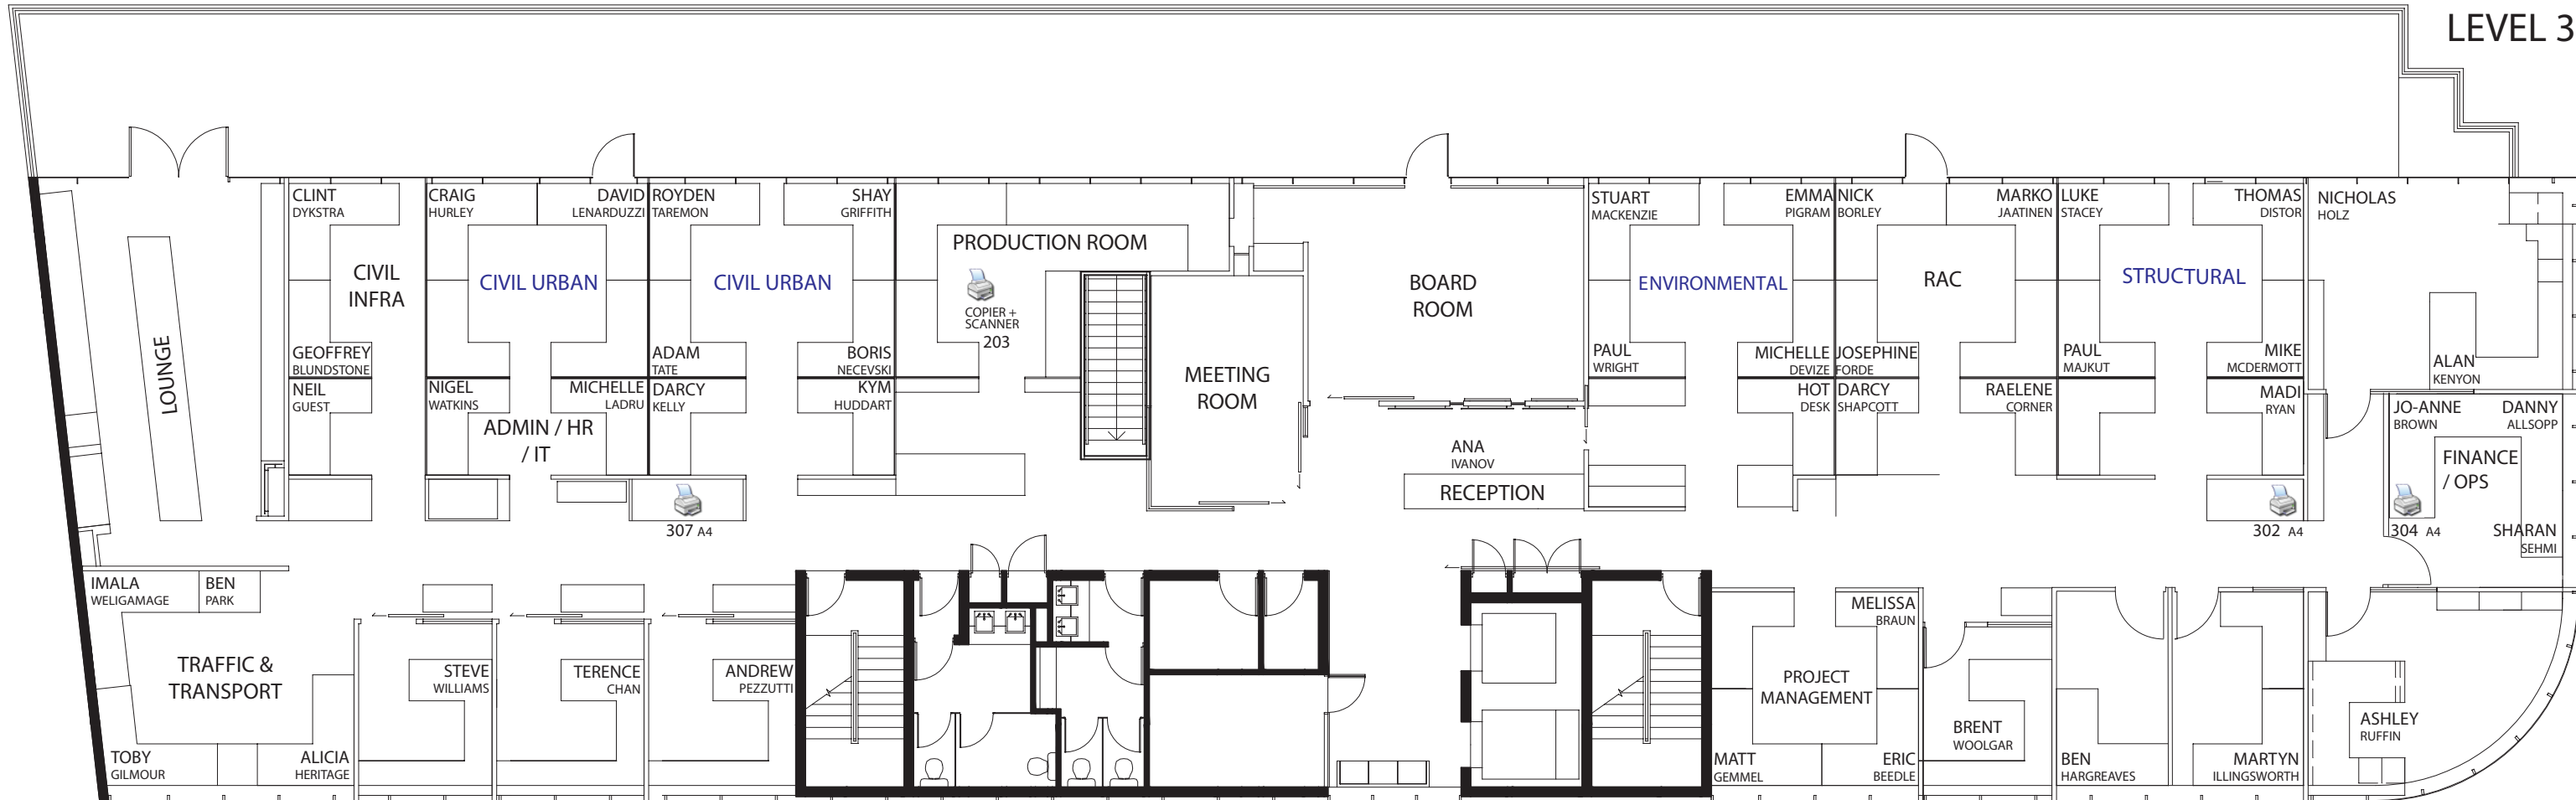 LEVEL 3
CLINT
DYKSTRA
CRAIG
HURLEY
DAVID
LENARDUZZI
ROYDEN
TAREMON
SHAY
GRIFFITH
STUART
MACKENZIE
EMMA
PIGRAM
NICK
BORLEY
MARKO
JAATINEN
LUKE
STACEY
THOMAS
DISTOR
NICHOLAS
HOLZ
CIVIL
INFRA
CIVIL URBAN
CIVIL URBAN
PRODUCTION ROOM
COPIER +
SCANNER
203
BOARD
ROOM
ENVIRONMENTAL
RAC
STRUCTURAL
LOUNGE
GEOFFREY
BLUNDSTONE
ADAM
TATE
BORIS
NECEVSKI
MEETING
ROOM
PAUL
WRIGHT
MICHELLE
DEVIZE
JOSEPHINE
FORDE
PAUL
MAJKUT
MIKE
MCDERMOTT
ALAN
KENYON
NEIL
GUEST
NIGEL
WATKINS
MICHELLE
LADRU
DARCY
KELLY
KYM
HUDDART
HOT
DESK
DARCY
SHAPCOTT
RAELENE
CORNER
MADI
RYAN
JO-ANNE
BROWN
DANNY
ALLSOPP
ADMIN / HR
/ IT
ANA
IVANOV
RECEPTION
FINANCE
/ OPS
307 A4
302 A4
304 A4
SHARAN
SEHMI
IMALA
WELIGAMAGE
BEN
PARK
MELISSA
BRAUN
TRAFFIC &
TRANSPORT
STEVE
WILLIAMS
TERENCE
CHAN
ANDREW
PEZZUTTI
PROJECT
MANAGEMENT
BRENT
WOOLGAR
ASHLEY
RUFFIN
TOBY
GILMOUR
ALICIA
HERITAGE
MATT
GEMMEL
ERIC
BEEDLE
BEN
HARGREAVES
MARTYN
ILLINGSWORTH